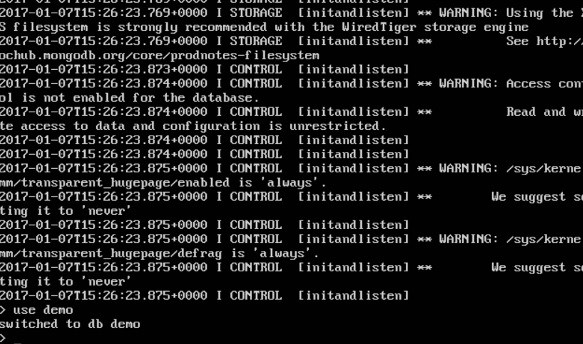 2017-01-07T15:26:23.769+0000 I STORAGE  [initandlisten] ** WARNING: Using the
S filesystem is strongly recommended with the WiredTiger storage engine
2017-01-07T15:26:23.769+0000 I STORAGE  [initandlisten] **          See http:/
ochub.mongodb.org/core/prodnotes-filesystem
2017-01-07T15:26:23.873+0000 I CONTROL  [initandlisten]
2017-01-07T15:26:23.874+0000 I CONTROL  [initandlisten] ** WARNING: Access con
ol is not enabled for the database.
2017-01-07T15:26:23.874+0000 I CONTROL  [initandlisten] **          Read and w
te access to data and configuration is unrestricted.
2017-01-07T15:26:23.874+0000 I CONTROL  [initandlisten]
2017-01-07T15:26:23.874+0000 I CONTROL  [initandlisten]
2017-01-07T15:26:23.875+0000 I CONTROL  [initandlisten] ** WARNING: /sys/kerne
mm/transparent_hugepage/enabled is 'always'.
2017-01-07T15:26:23.875+0000 I CONTROL  [initandlisten] **        We suggest se
ting it to 'never'
2017-01-07T15:26:23.875+0000 I CONTROL  [initandlisten]
2017-01-07T15:26:23.875+0000 I CONTROL  [initandlisten] ** WARNING: /sys/kerne
mm/transparent_hugepage/defrag is 'always'.
2017-01-07T15:26:23.875+0000 I CONTROL  [initandlisten] **        We suggest se
ting it to 'never'
2017-01-07T15:26:23.875+0000 I CONTROL  [initandlisten]
> use demo
switched to db demo
>